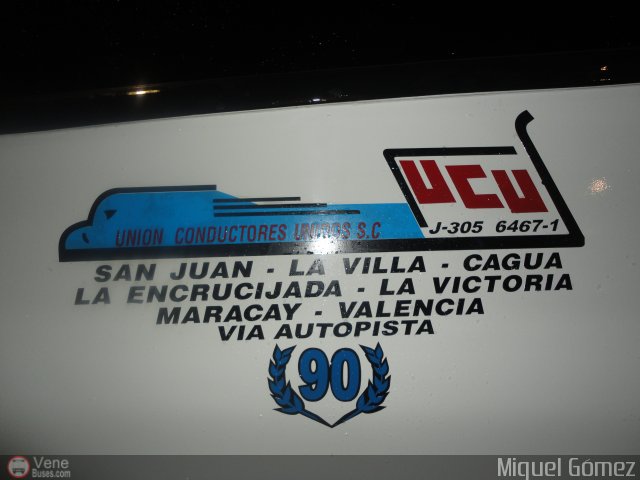 UCU
J-305 6467-1
UNION CONDUCTORES UNIDOS S.C
SAN JUAN - LA VILLA - CAGUA
LA ENCRUCIJADA - LA VICTORIA
MARACAY - VALENCIA
VIA AUTOPISTA
90
Vene
Buses.com
Miguel Gómez